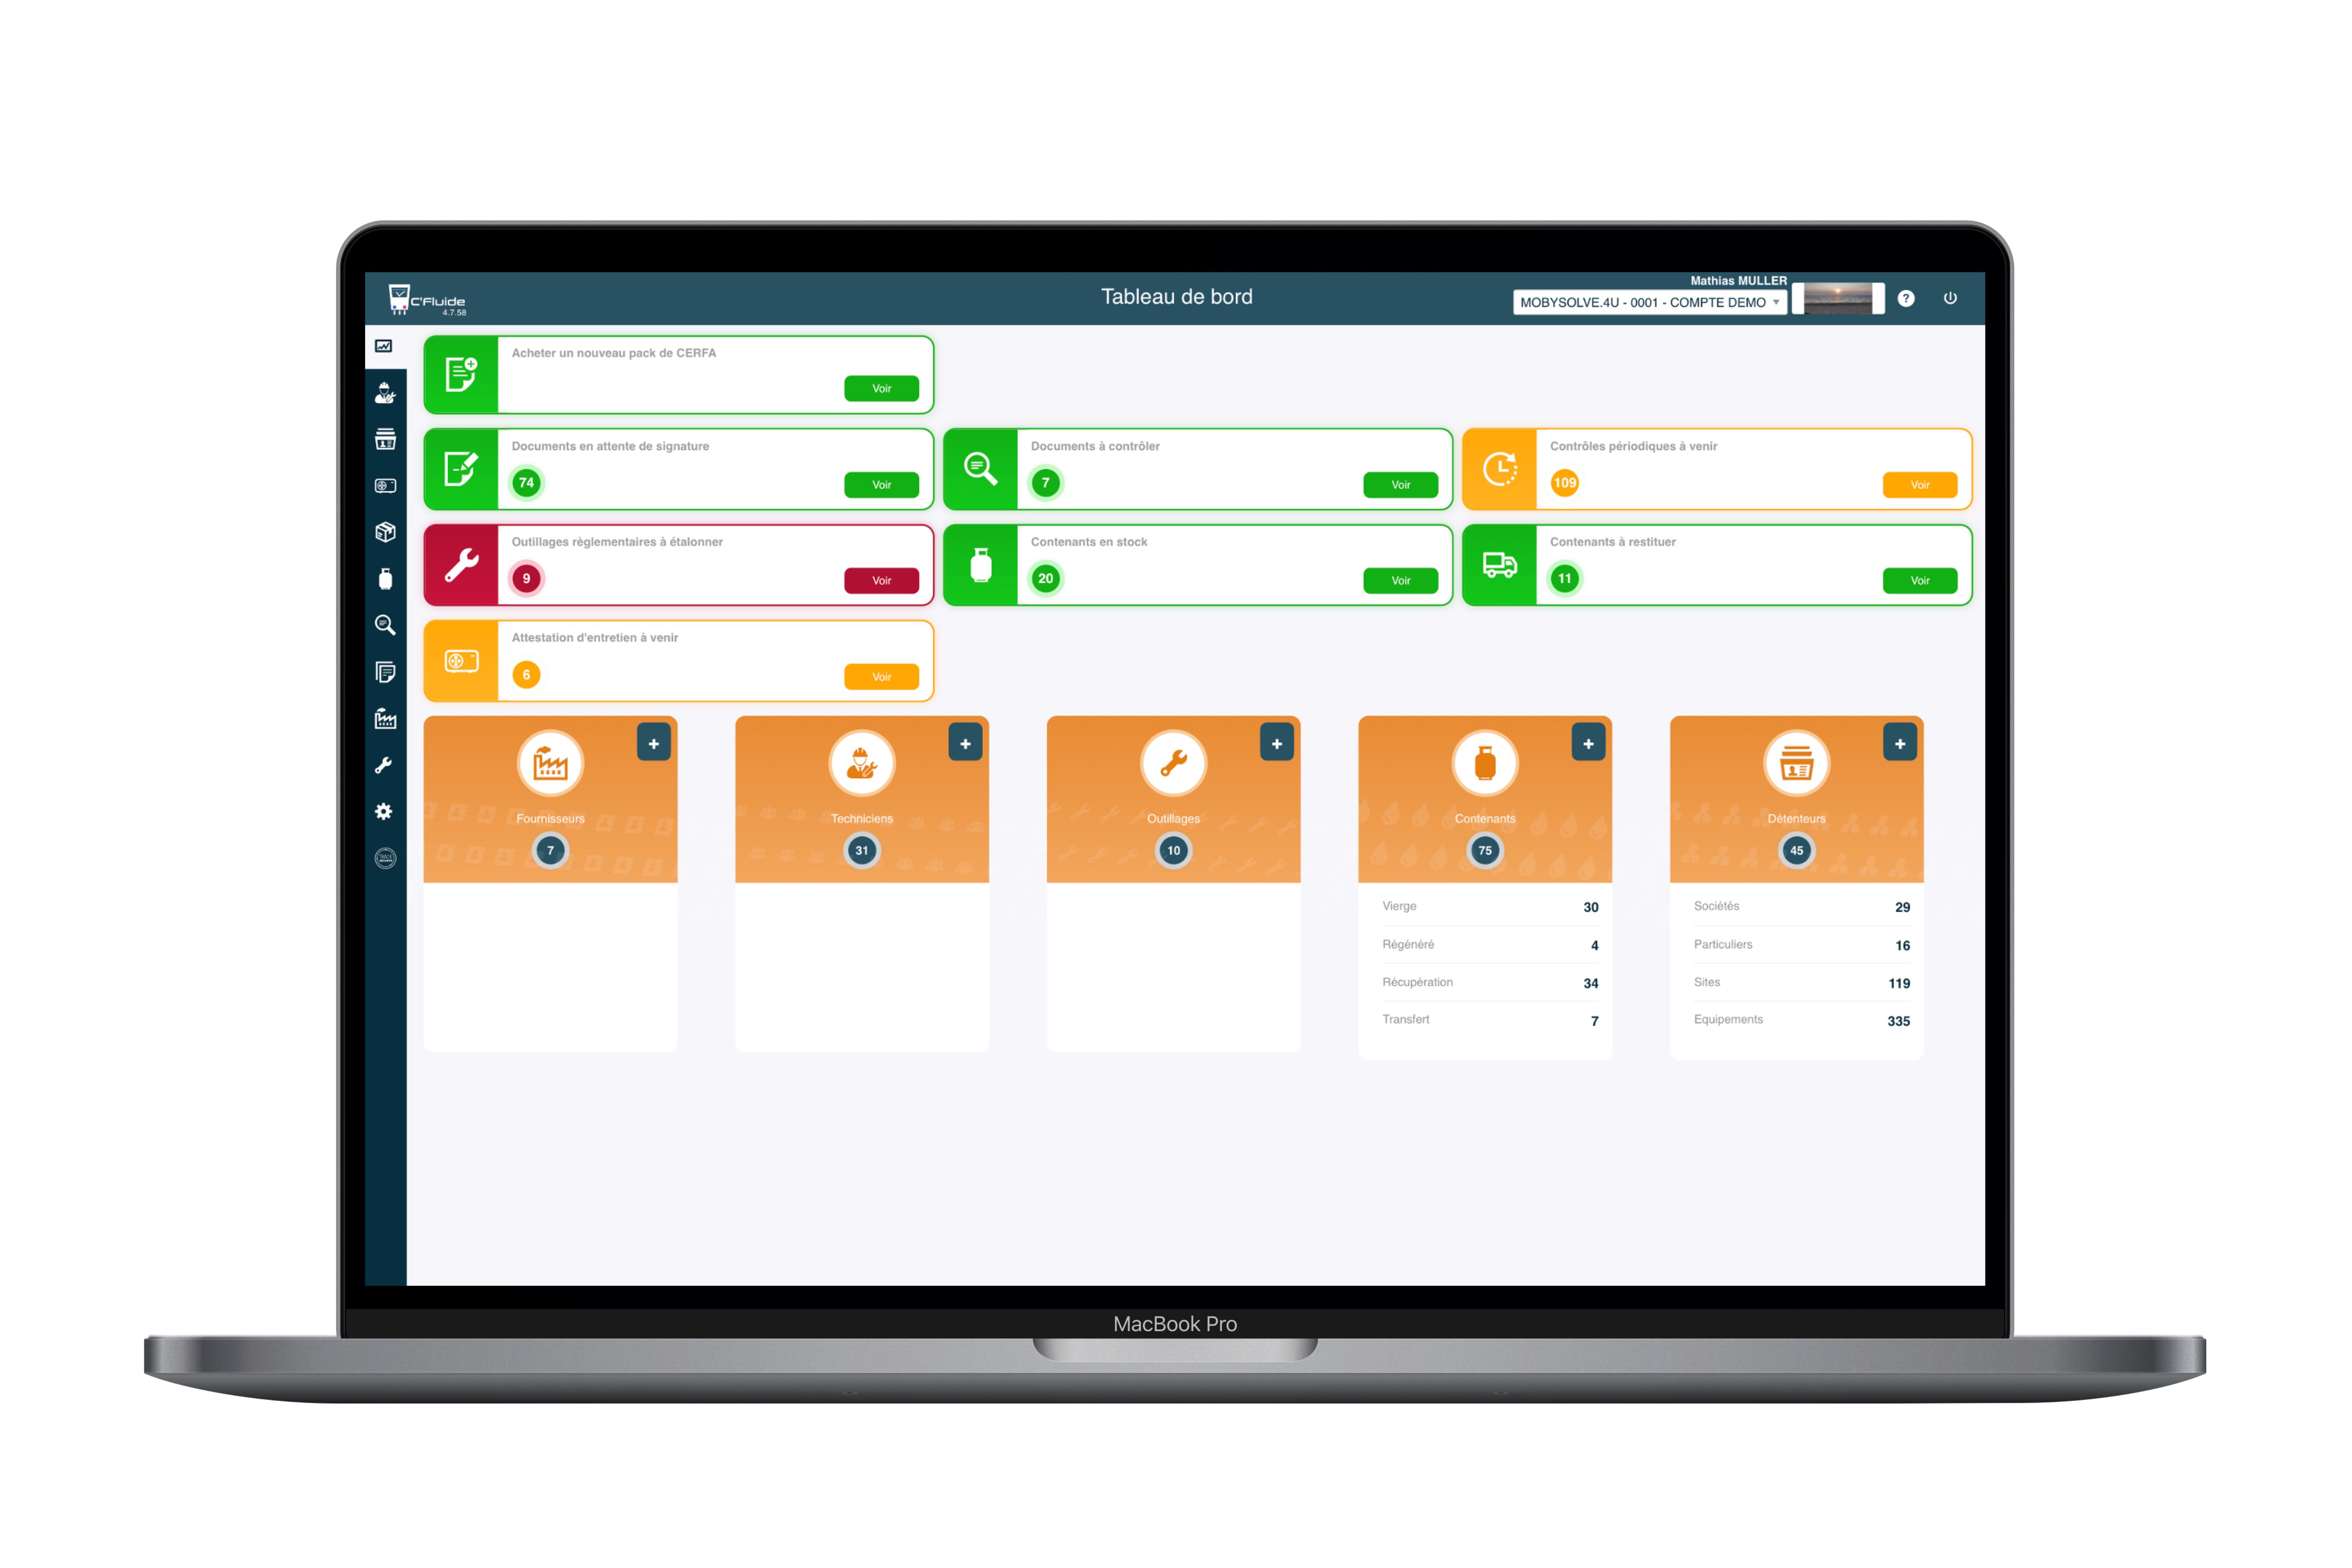 C'Fluide
4.7.58
Tableau de bord
Mathias MULLER
MOBYSOLVE.4U - 0001 - COMPTE DEMO
?
Acheter un nouveau pack de CERFA
Voir
Documents en attente de signature
74
Voir
Documents à contrôler
7
Voir
Contrôles périodiques à venir
109
Voir
Outillages règlementaires à étalonner
9
Voir
Contenants en stock
20
Voir
Contenants à restituer
11
Voir
Attestation d'entretien à venir
6
Voir
Fournisseurs
7
Techniciens
31
Outillages
10
Contenants
75
Vierge 30
Régénéré 4
Récupération 34
Transfert 7
Détenteurs
45
Sociétés 29
Particuliers 16
Sites 119
Equipements 335
MacBook Pro